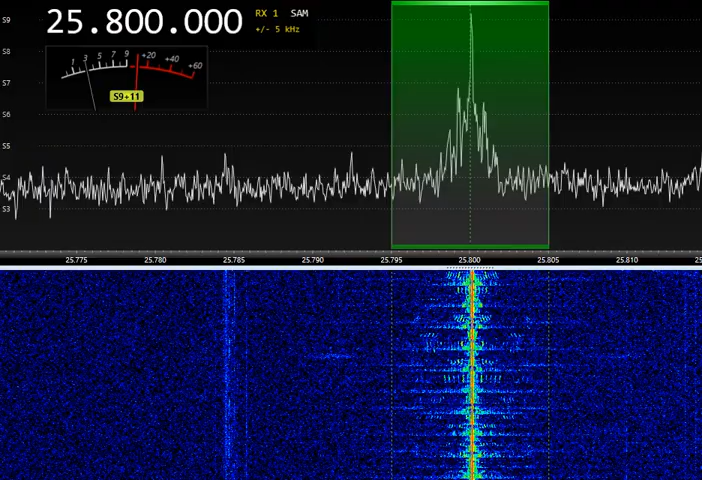 25.800.000
RX 1 SAM
+/- 5 kHz
1 3 5 7 9 +20 +40 +60
S9+11
S9
S8
S7
S6
S5
S4
S3
25.775 25.780 25.785 25.790 25.795 25.800 25.805 25.810